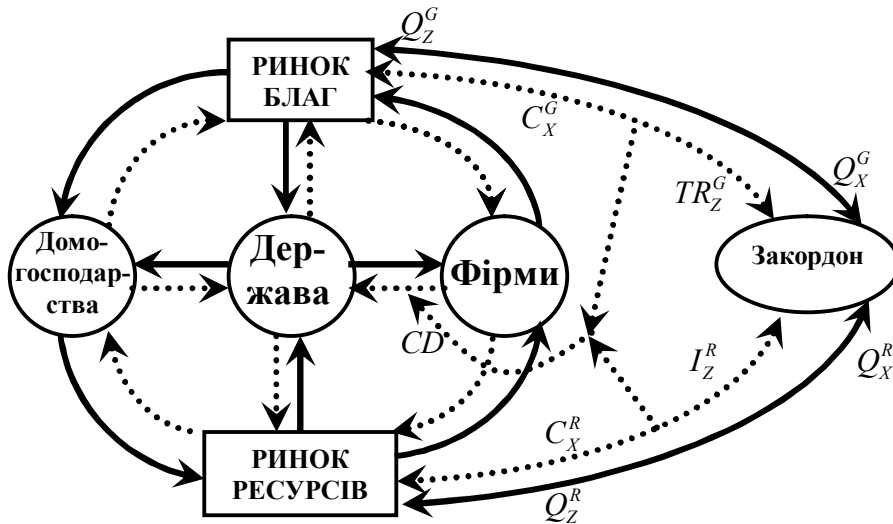 Q_Z^G
РИНОК
БЛАГ
C_X^G
Q_X^G
TR_Z^G
Домо-
господар-
ства
Дер-
жава
Фірми
Закордон
CD
I_Z^R
Q_X^R
C_X^R
РИНОК
РЕСУРСІВ
Q_Z^R